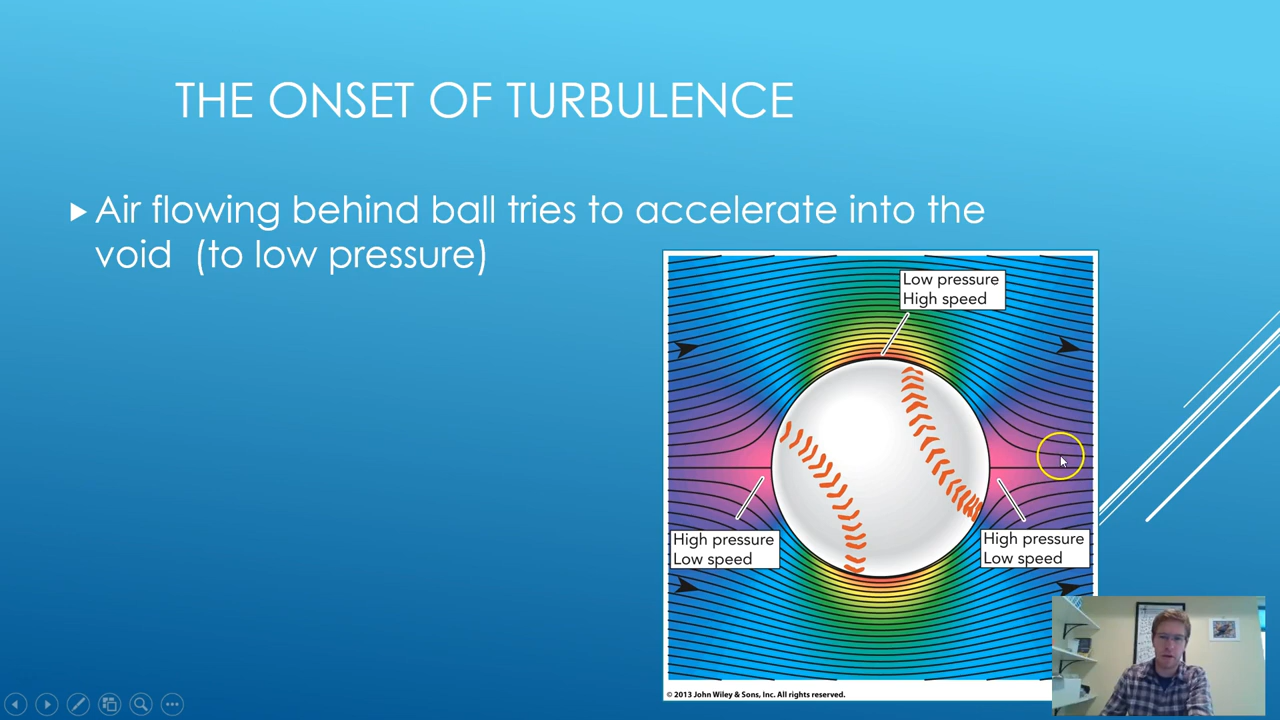 THE ONSET OF TURBULENCE
Air flowing behind ball tries to accelerate into the
void (to low pressure)
Low pressure
High speed
High pressure
Low speed
High pressure
Low speed
© 2013 John Wiley & Sons, Inc. All rights reserved.